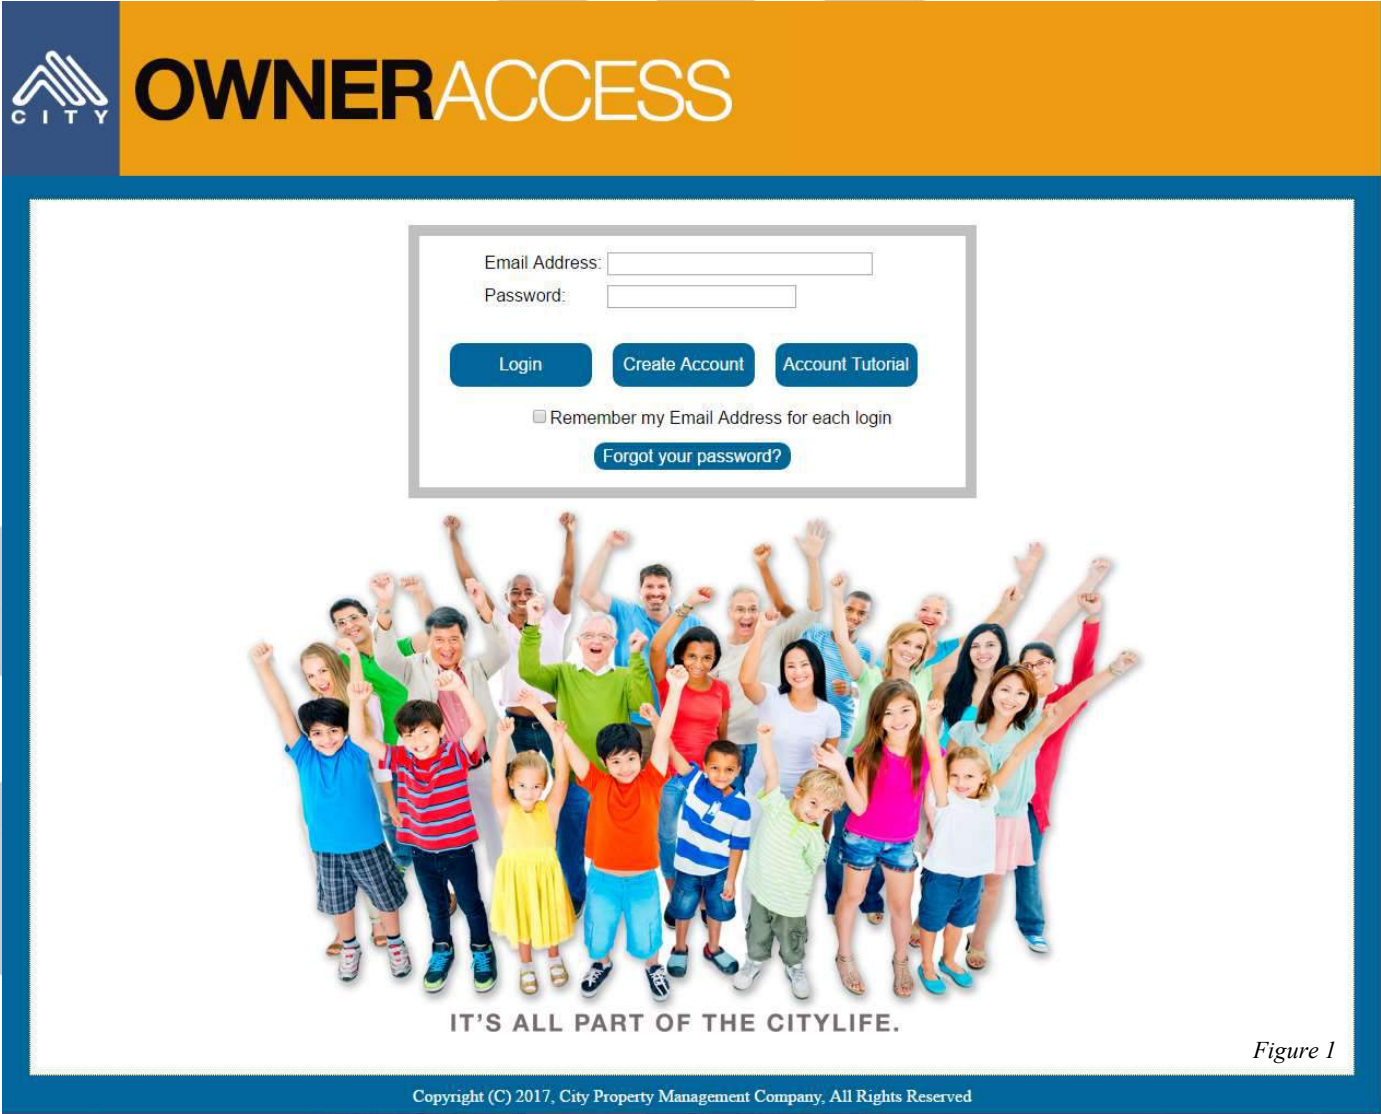 CITY
OWNERACCESS
Email Address:
Password:
Login
Create Account
Account Tutorial
Remember my Email Address for each login
Forgot your password?
IT'S ALL PART OF THE CITYLIFE.
Figure 1
Copyright (C) 2017, City Property Management Company, All Rights Reserved